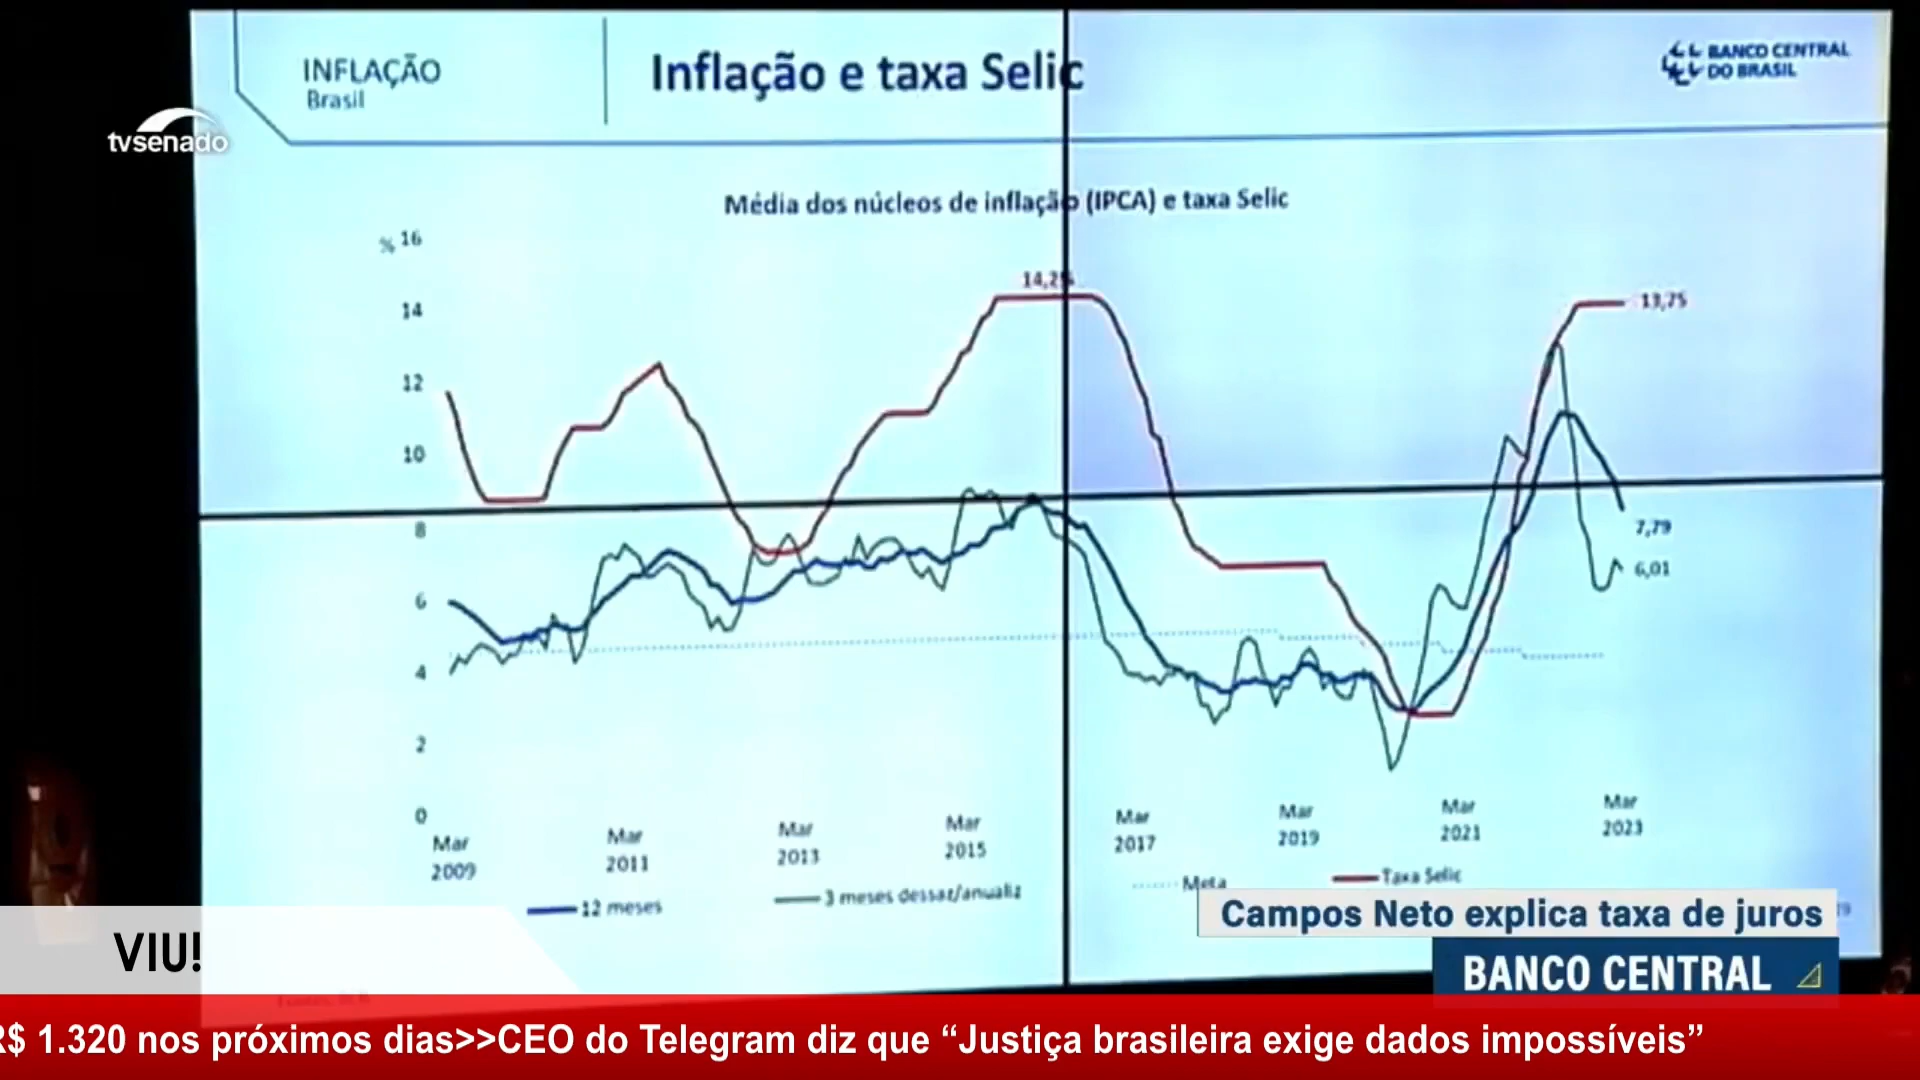 INFLAÇÃO
Brasil
Inflação e taxa Selic
BANCO CENTRAL
DO BRASIL
tvsenado
Média dos núcleos de inflação (IPCA) e taxa Selic
% 16
14
12
10
8
6
4
2
0
14,25
13,75
7,79
6,01
Mar
2009
Mar
2011
Mar
2013
Mar
2015
Mar
2017
Mar
2019
Mar
2021
Mar
2023
12 meses
3 meses dessaz/anualiz
Meta
Taxa Selic
Campos Neto explica taxa de juros
BANCO CENTRAL
VIU!
R$ 1.320 nos próximos dias>>CEO do Telegram diz que “Justiça brasileira exige dados impossíveis”